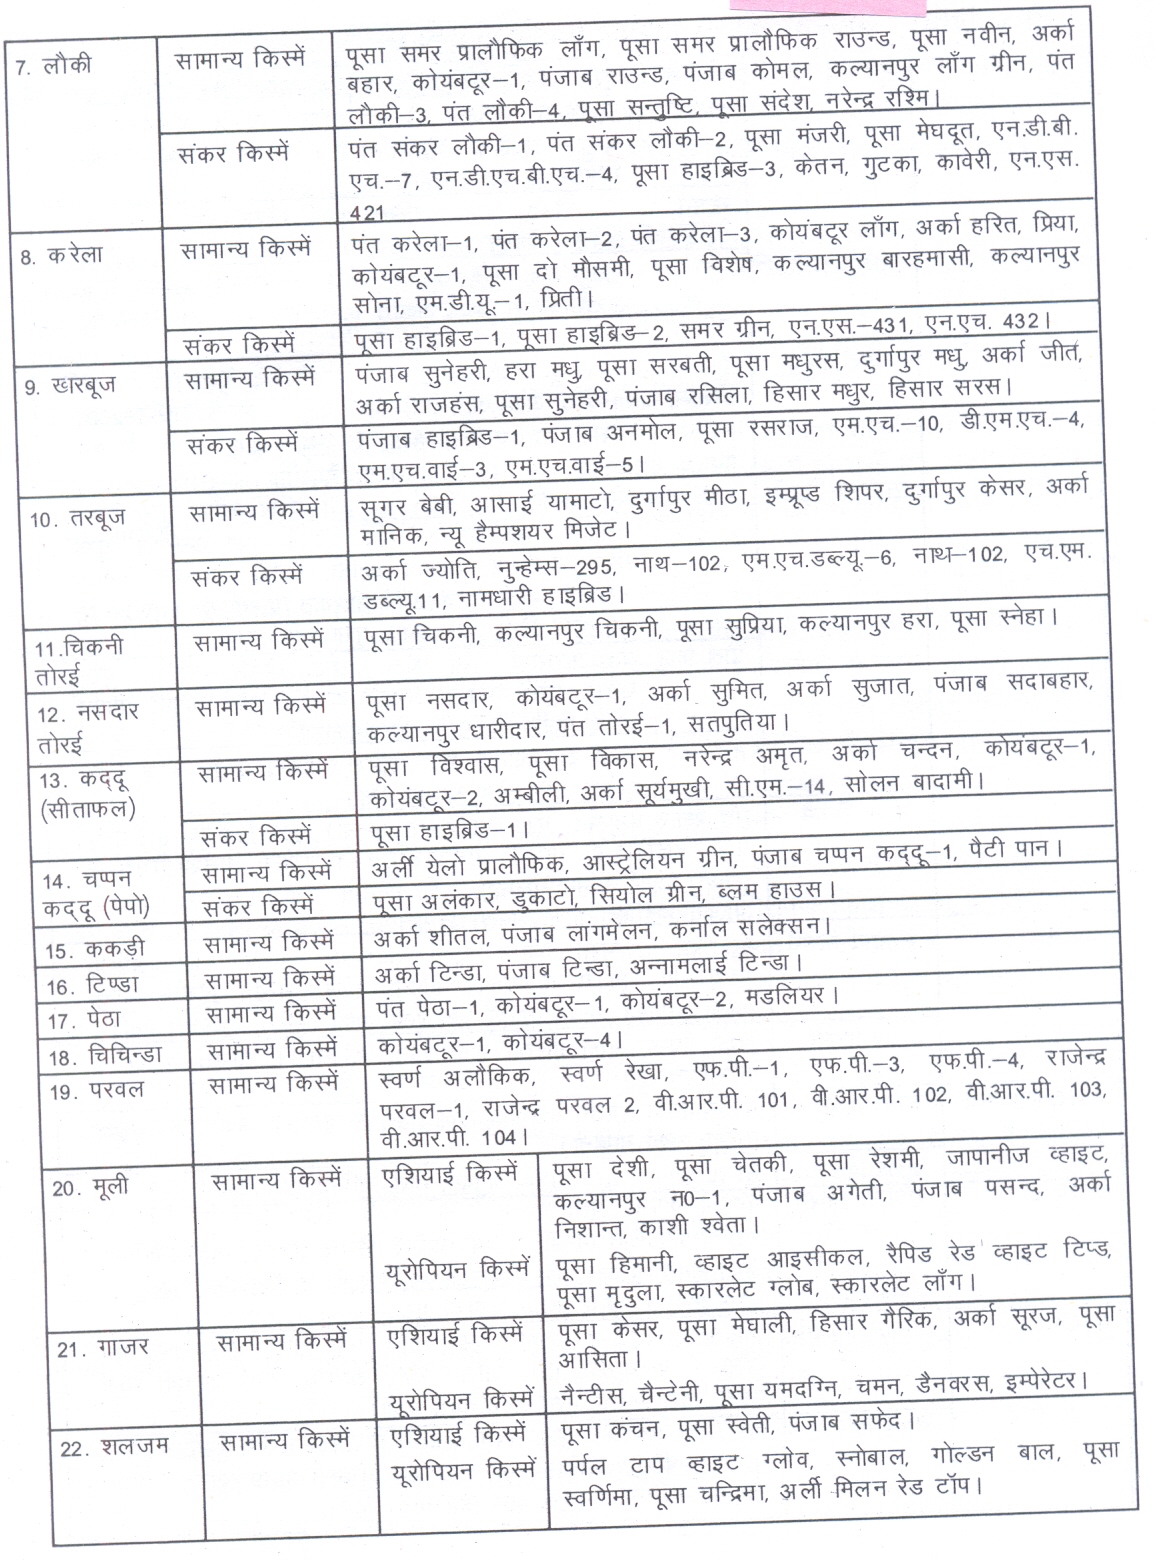 7. लौकी
सामान्य किस्में
पूसा समर प्रालौफिक लाँग, पूसा समर प्रालौफिक राउन्ड, पूसा नवीन, अर्का
बहार, कोयंबटूर–1, पंजाब राउन्ड, पंजाब कोमल, कल्यानपुर लाँग ग्रीन, पंत
लौकी–3, पंत लौकी–4, पूसा सन्तुष्टि, पूसा संदेश, नरेन्द्र रश्मि।
संकर किस्में
पंत संकर लौकी–1, पंत संकर लौकी–2, पूसा मंजरी, पूसा मेघदूत, एन.डी.बी.
एच.–7, एन.डी.एच.बी.एच.–4, पूसा हाइब्रिड–3, केतन, गुटका, कावेरी, एन.एस.
421
8. करेला
सामान्य किस्में
पंत करेला–1, पंत करेला–2, पंत करेला–3, कोयंबटूर लाँग, अर्का हरित, प्रिया,
कोयंबटूर–1, पूसा दो मौसमी, पूसा विशेष, कल्यानपुर बारहमासी, कल्यानपुर
सोना, एम.डी.यू.–1, प्रिती।
संकर किस्में
पूसा हाइब्रिड–1, पूसा हाइब्रिड–2, समर ग्रीन, एन.एस.–431, एन.एच. 432।
9. खरबूज
सामान्य किस्में
पंजाब सुनेहरी, हरा मधु, पूसा सरबती, पूसा मधुरस, दुर्गापुर मधु, अर्का जीत,
अर्का राजहंस, पूसा सुनेहरी, पंजाब रसिला, हिसार मधुर, हिसार सरस।
संकर किस्में
पंजाब हाइब्रिड–1, पंजाब अनमोल, पूसा रसराज, एम.एच.–10, डी.एम.एच.–4,
एम.एच.वाई–3, एम.एच.वाई–5।
10. तरबूज
सामान्य किस्में
सूगर बेबी, आसाई यामाटो, दुर्गापुर मीठा, इम्प्रूप्ड शिपर, दुर्गापुर केसर, अर्का
मानिक, न्यू हैम्पशयर मिजेट।
संकर किस्में
अर्का ज्योति, नुन्हेम्स–295, नाथ–102, एम.एच.डब्ल्यू.–6, नाथ–102, एच.एम.
डब्ल्यू.11, नामधारी हाइब्रिड।
11.चिकनी
तोरई
सामान्य किस्में
पूसा चिकनी, कल्यानपुर चिकनी, पूसा सुप्रिया, कल्यानपुर हरा, पूसा स्नेहा।
12. नसदार
तोरई
सामान्य किस्में
पूसा नसदार, कोयंबटूर–1, अर्का सुमित, अर्का सुजात, पंजाब सदाबहार,
कल्यानपुर धारीदार, पंत तोरई–1, सतपुतिया।
13. कद्दू
(सीताफल)
सामान्य किस्में
पूसा विश्वास, पूसा विकास, नरेन्द्र अमृत, अर्का चन्दन, कोयंबटूर–1,
कोयंबटूर–2, अम्बीली, अर्का सूर्यमुखी, सी.एम.–14, सोलन बादामी।
संकर किस्में
पूसा हाइब्रिड–1।
14. चप्पन
कद्दू (पेपो)
सामान्य किस्में
अर्ली येलो प्रालौफिक, आस्ट्रेलियन ग्रीन, पंजाब चप्पन कद्दू–1, पैटी पान।
संकर किस्में
पूसा अलंकार, डुकाटो, सियोल ग्रीन, ब्लम हाउस।
15. ककड़ी
सामान्य किस्में
अर्का शीतल, पंजाब लांगमेलन, कर्नाल सलेक्सन।
16. टिण्डा
सामान्य किस्में
अर्का टिन्डा, पंजाब टिन्डा, अन्नामलाई टिन्डा।
17. पेठा
सामान्य किस्में
पंत पेठा–1, कोयंबटूर–1, कोयंबटूर–2, मडलियर।
18. चिचिन्डा
सामान्य किस्में
कोयंबटूर–1, कोयंबटूर–4।
19. परवल
सामान्य किस्में
स्वर्ण अलौकिक, स्वर्ण रेखा, एफ.पी.–1, एफ.पी.–3, एफ.पी.–4, राजेन्द्र
परवल–1, राजेन्द्र परवल 2, वी.आर.पी. 101, वी.आर.पी. 102, वी.आर.पी. 103,
वी.आर.पी. 104।
20. मूली
सामान्य किस्में
एशियाई किस्में
पूसा देशी, पूसा चेतकी, पूसा रेशमी, जापानीज व्हाइट,
कल्यानपुर न0–1, पंजाब अगेती, पंजाब पसन्द, अर्का
निशान्त, काशी श्वेता।
यूरोपियन किस्में
पूसा हिमानी, व्हाइट आइसीकल, रैपिड रेड व्हाइट टिप्ड,
पूसा मृदुला, स्कारलेट ग्लोब, स्कारलेट लाँग।
21. गाजर
सामान्य किस्में
एशियाई किस्में
पूसा केसर, पूसा मेघाली, हिसार गैरिक, अर्का सूरज, पूसा
आसिता।
यूरोपियन किस्में
नैन्टीस, चैन्टेनी, पूसा यमदग्नि, चमन, डैनवरस, इम्पेरेटर।
22. शलजम
सामान्य किस्में
एशियाई किस्में
पूसा कंचन, पूसा स्वेती, पंजाब सफेद।
यूरोपियन किस्में
पर्पल टाप व्हाइट ग्लोव, स्नोबाल, गोल्डन बाल, पूसा
स्वर्णिमा, पूसा चन्द्रिमा, अर्ली मिलन रेड टॉप।